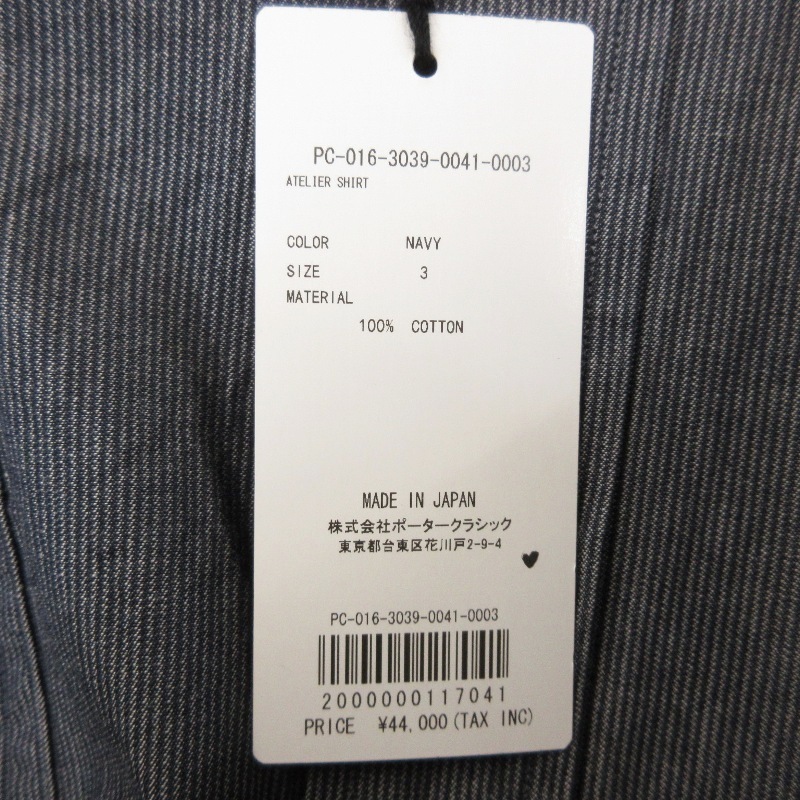 PC-016-3039-0041-0003
ATELIER SHIRT
COLOR NAVY
SIZE 3
MATERIAL
100% COTTON
MADE IN JAPAN
株式会社ポータークラシック
東京都台東区花川戸2-9-4
PC-016-3039-0041-0003
2000000117041
PRICE ¥44,000(TAX INC)